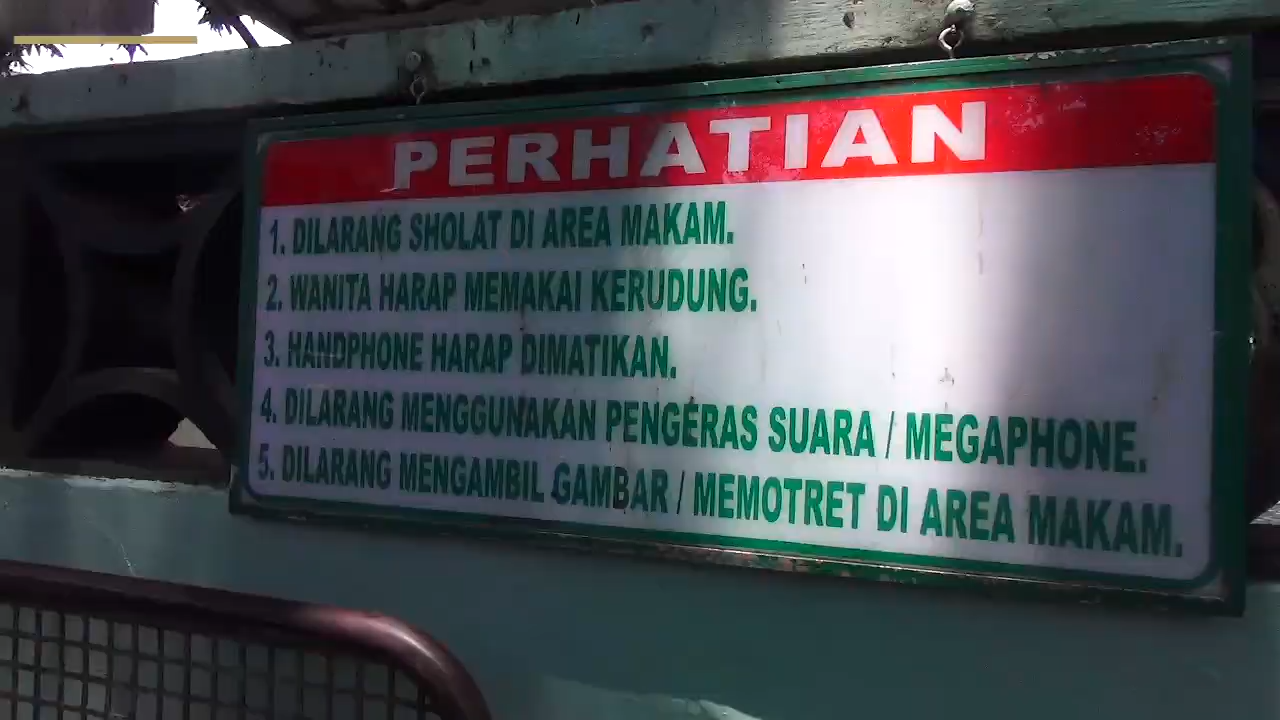 PERHATIAN
1. DILARANG SHOLAT DI AREA MAKAM.
2. WANITA HARAP MEMAKAI KERUDUNG.
3. HANDPHONE HARAP DIMATIKAN.
4. DILARANG MENGGUNAKAN PENGERAS SUARA / MEGAPHONE.
5. DILARANG MENGAMBIL GAMBAR / MEMOTRET DI AREA MAKAM.